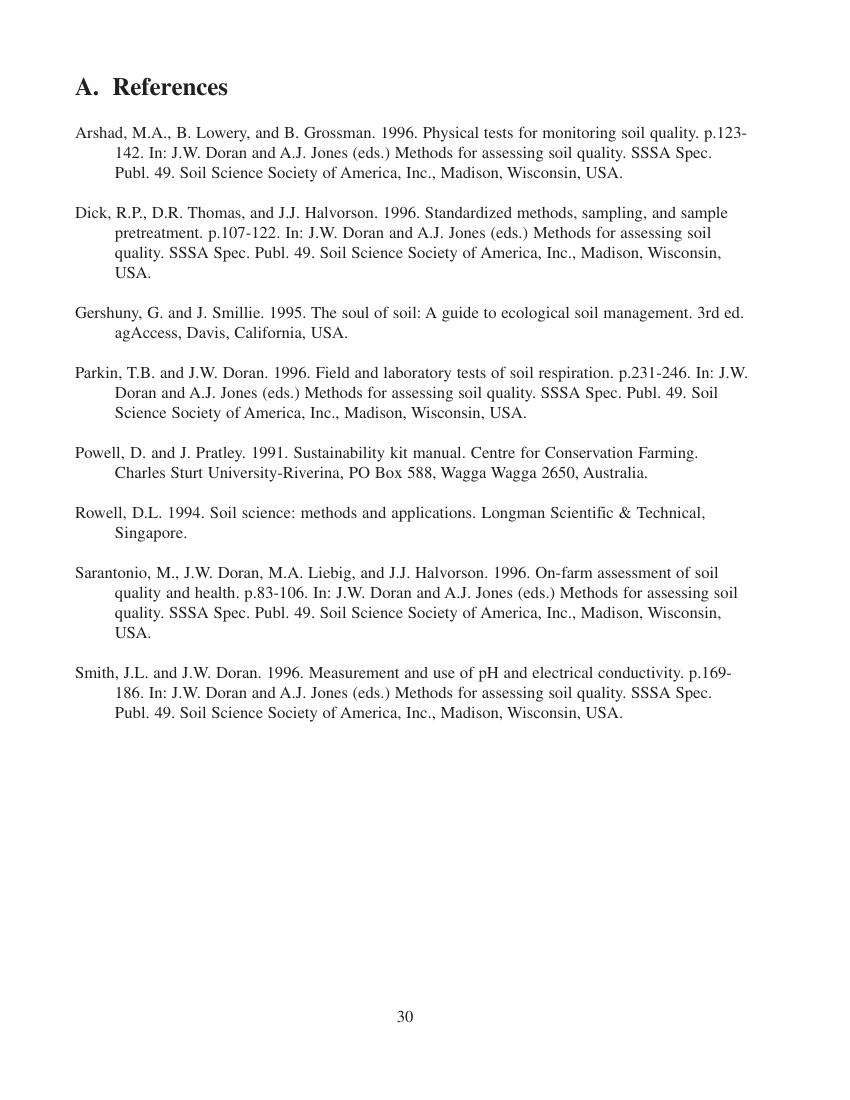 A. References
Arshad, M.A., B. Lowery, and B. Grossman. 1996. Physical tests for monitoring soil quality. p.123-
142. In: J.W. Doran and A.J. Jones (eds.) Methods for assessing soil quality. SSSA Spec.
Publ. 49. Soil Science Society of America, Inc., Madison, Wisconsin, USA.
Dick, R.P., D.R. Thomas, and J.J. Halvorson. 1996. Standardized methods, sampling, and sample
pretreatment. p.107-122. In: J.W. Doran and A.J. Jones (eds.) Methods for assessing soil
quality. SSSA Spec. Publ. 49. Soil Science Society of America, Inc., Madison, Wisconsin,
USA.
Gershuny, G. and J. Smillie. 1995. The soul of soil: A guide to ecological soil management. 3rd ed.
agAccess, Davis, California, USA.
Parkin, T.B. and J.W. Doran. 1996. Field and laboratory tests of soil respiration. p.231-246. In: J.W.
Doran and A.J. Jones (eds.) Methods for assessing soil quality. SSSA Spec. Publ. 49. Soil
Science Society of America, Inc., Madison, Wisconsin, USA.
Powell, D. and J. Pratley. 1991. Sustainability kit manual. Centre for Conservation Farming.
Charles Sturt University-Riverina, PO Box 588, Wagga Wagga 2650, Australia.
Rowell, D.L. 1994. Soil science: methods and applications. Longman Scientific & Technical,
Singapore.
Sarantonio, M., J.W. Doran, M.A. Liebig, and J.J. Halvorson. 1996. On-farm assessment of soil
quality and health. p.83-106. In: J.W. Doran and A.J. Jones (eds.) Methods for assessing soil
quality. SSSA Spec. Publ. 49. Soil Science Society of America, Inc., Madison, Wisconsin,
USA.
Smith, J.L. and J.W. Doran. 1996. Measurement and use of pH and electrical conductivity. p.169-
186. In: J.W. Doran and A.J. Jones (eds.) Methods for assessing soil quality. SSSA Spec.
Publ. 49. Soil Science Society of America, Inc., Madison, Wisconsin, USA.
30